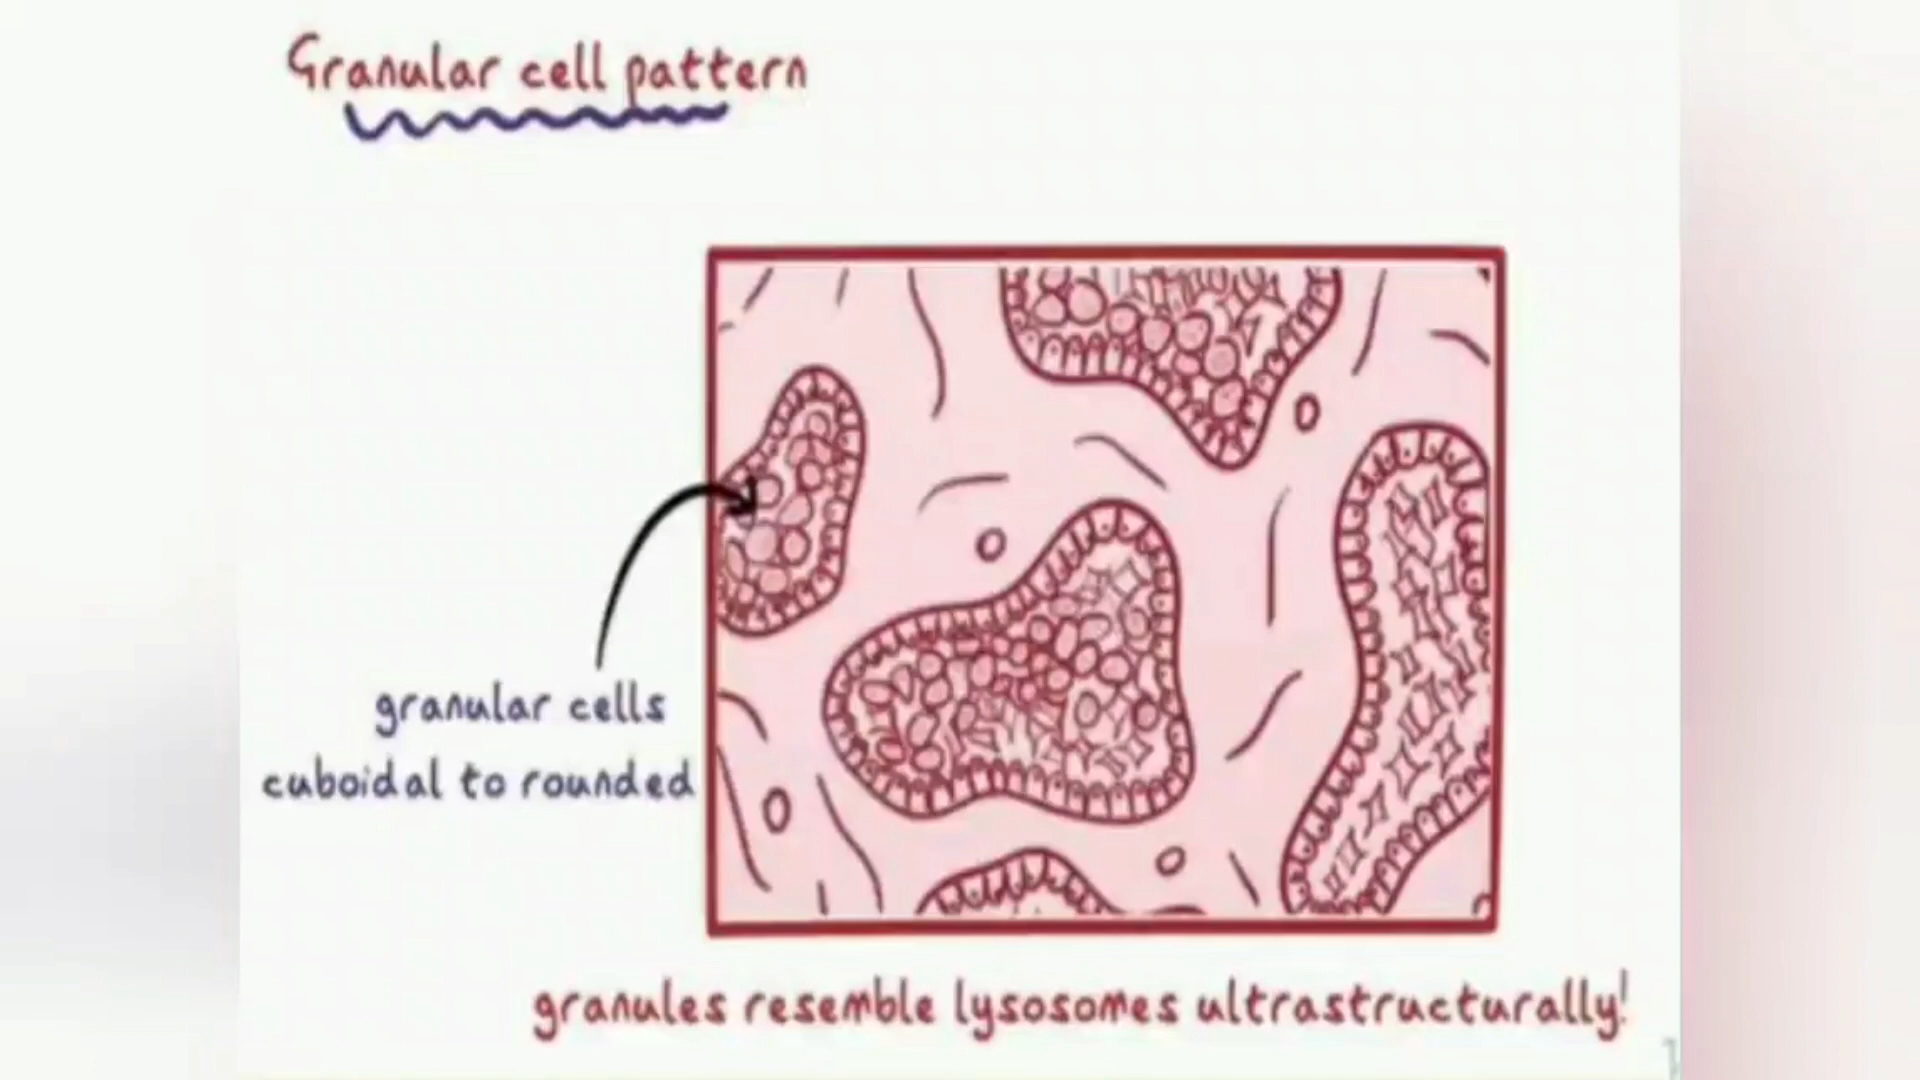 Granular cell pattern
granular cells
cuboidal to rounded
granules resemble lysosomes ultrastructurally!